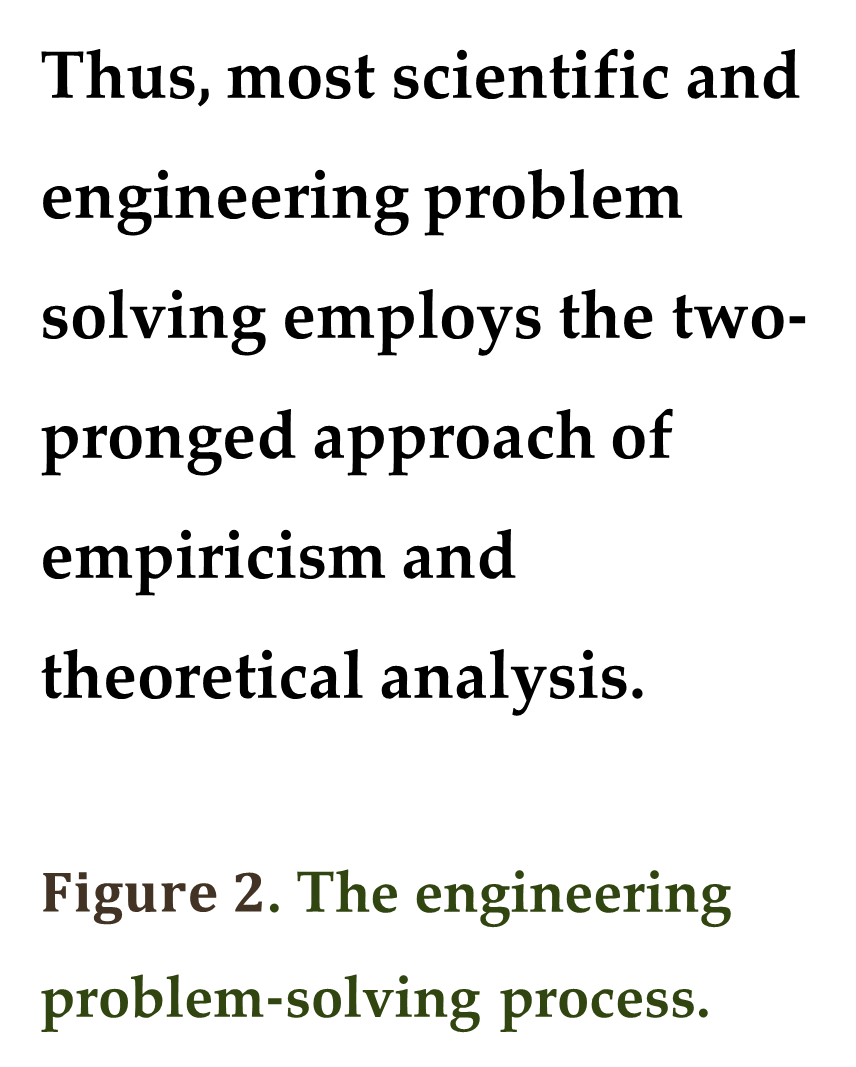 Thus, most scientific and
engineering problem
solving employs the two-
pronged approach of
empiricism and
theoretical analysis.
Figure 2. The engineering
problem-solving process.